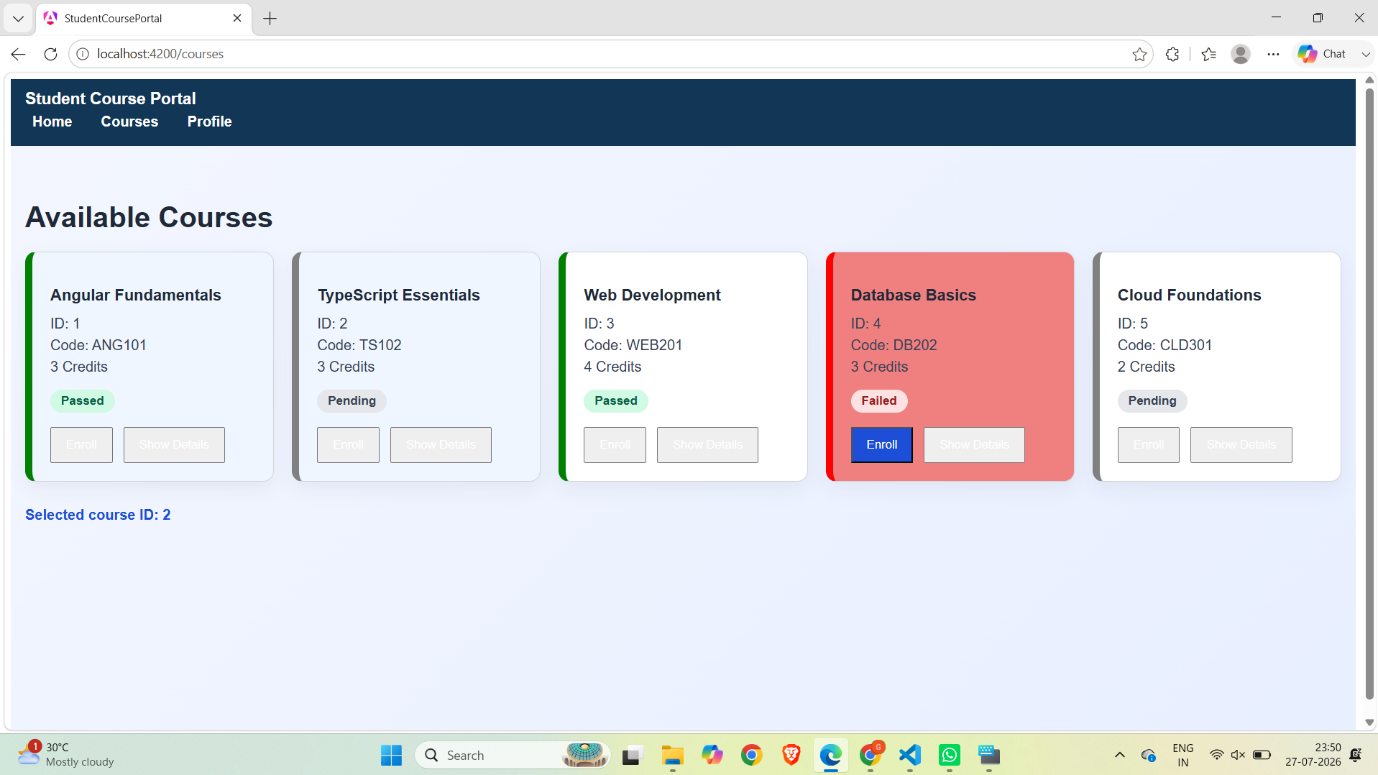 StudentCoursePortal
localhost:4200/courses
Chat
Student Course Portal
Home Courses Profile
Available Courses
Angular Fundamentals
ID: 1
Code: ANG101
3 Credits
Passed
Enroll Show Details
TypeScript Essentials
ID: 2
Code: TS102
3 Credits
Pending
Enroll Show Details
Web Development
ID: 3
Code: WEB201
4 Credits
Passed
Enroll Show Details
Database Basics
ID: 4
Code: DB202
3 Credits
Failed
Enroll Show Details
Cloud Foundations
ID: 5
Code: CLD301
2 Credits
Pending
Enroll Show Details
Selected course ID: 2
1
30°C
Mostly cloudy
Search
G
ENG
IN
23:50
27-07-2026